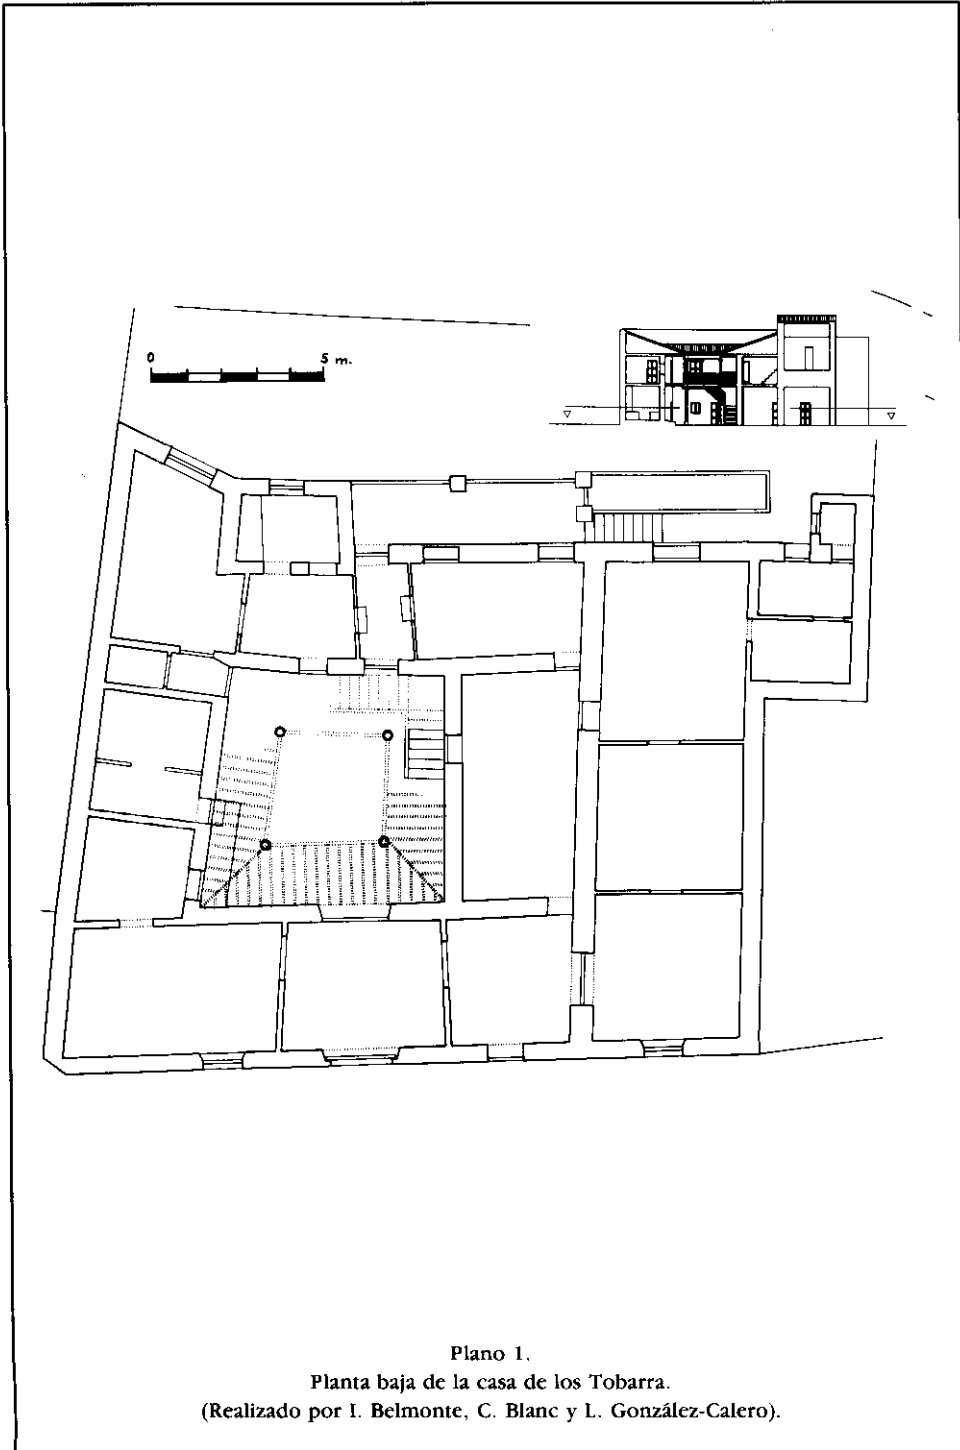 0 5 m.
Plano 1.
Planta baja de la casa de los Tobarra.
(Realizado por I. Belmonte, C. Blanc y L. González-Calero).